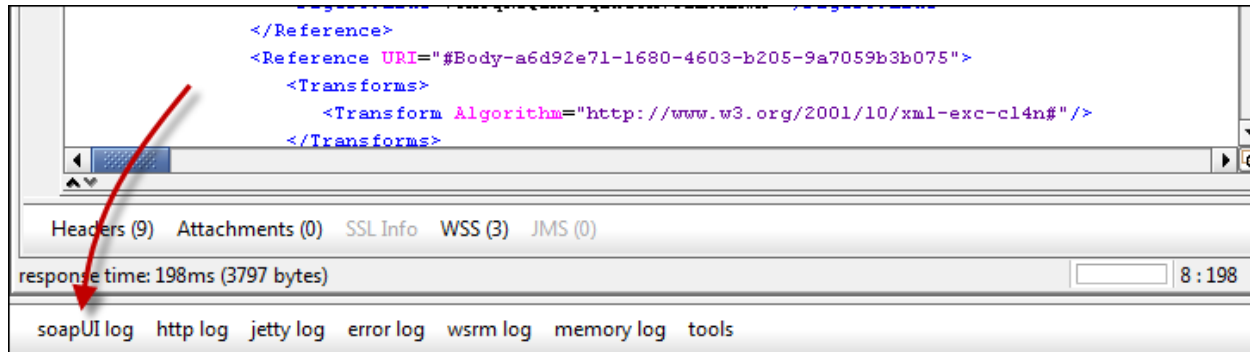 </Reference>
<Reference URI="#Body-a6d92e71-1680-4603-b205-9a7059b3b075">
<Transforms>
<Transform Algorithm="http://www.w3.org/2001/10/xml-exc-c14n#"/>
</Transforms>
Headers (9) Attachments (0) SSL Info WSS (3) JMS (0)
response time: 198ms (3797 bytes) 8 : 198
soapUI log http log jetty log error log wsrm log memory log tools